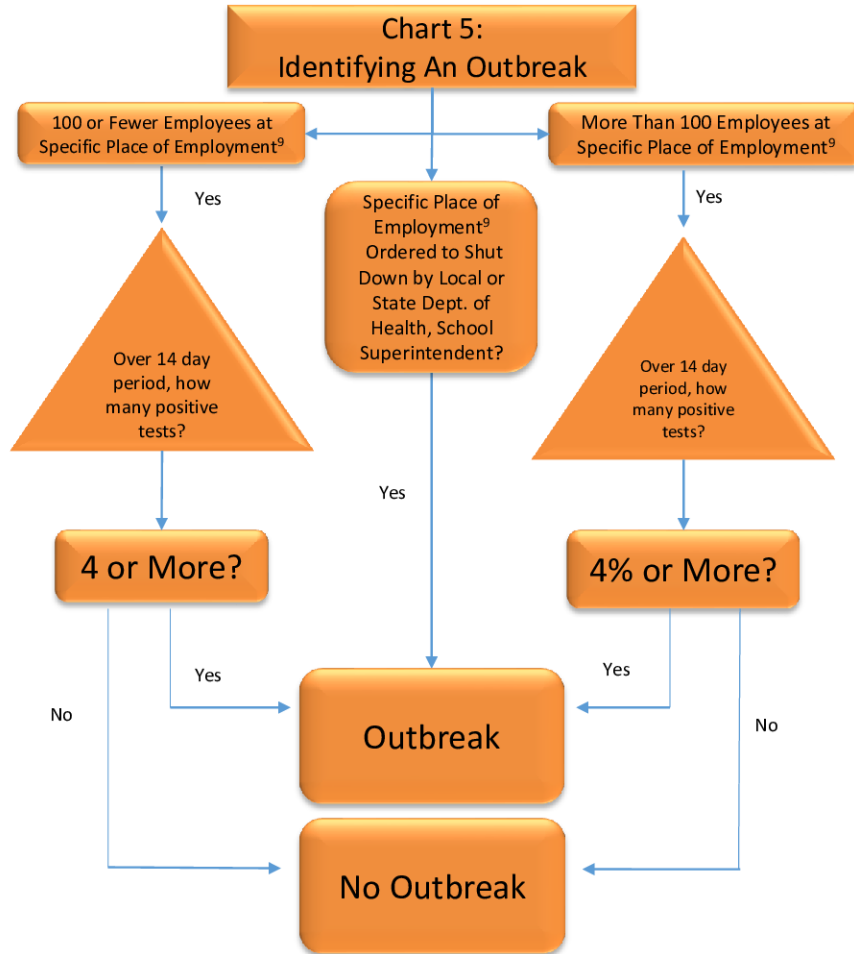 Chart 5:
Identifying An Outbreak
100 or Fewer Employees at
Specific Place of Employment⁹
More Than 100 Employees at
Specific Place of Employment⁹
Yes
Specific Place of
Employment⁹
Ordered to Shut
Down by Local or
State Dept. of
Health, School
Superintendent?
Yes
Over 14 day
period, how
many positive
tests?
Over 14 day
period, how
many positive
tests?
Yes
4 or More?
4% or More?
Yes
Yes
No
No
Outbreak
No Outbreak